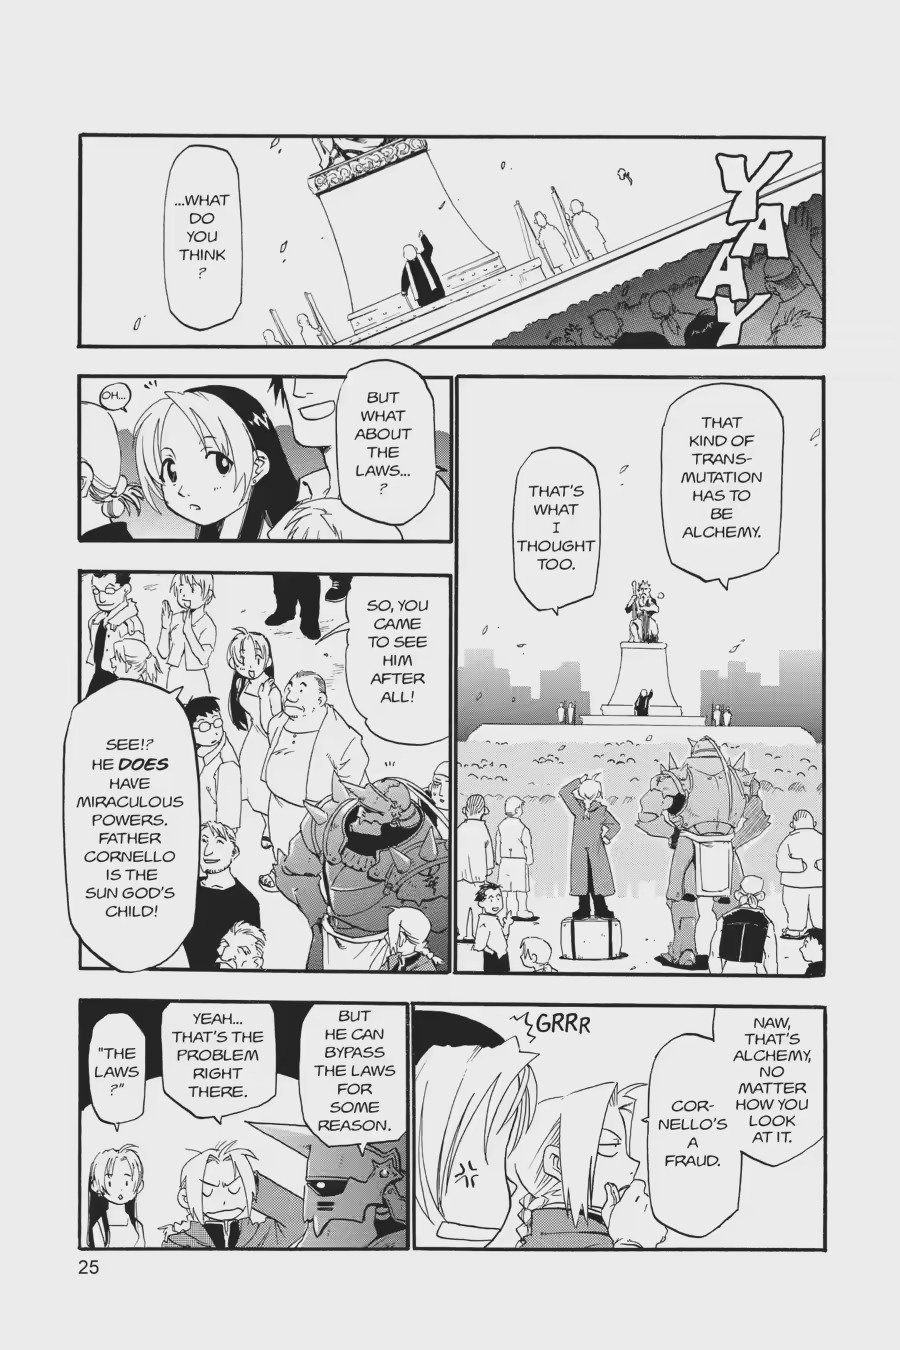 ...WHAT
DO
YOU
THINK
?
YAAY
THAT
KIND OF
TRANS-
MUTATION
HAS TO
BE
ALCHEMY.
THAT'S
WHAT
I
THOUGHT
TOO.
BUT
WHAT
ABOUT
THE
LAWS...
?
OH...
SO, YOU
CAME
TO SEE
HIM
AFTER
ALL!
SEE!?
HE DOES
HAVE
MIRACULOUS
POWERS.
FATHER
CORNELLO
IS THE
SUN GOD'S
CHILD!
NAW,
THAT'S
ALCHEMY,
NO
MATTER
HOW YOU
LOOK
AT IT.
COR-
NELLO'S
A
FRAUD.
GRRR
BUT
HE CAN
BYPASS
THE LAWS
FOR
SOME
REASON.
YEAH...
THAT'S THE
PROBLEM
RIGHT
THERE.
"THE
LAWS
?"
25